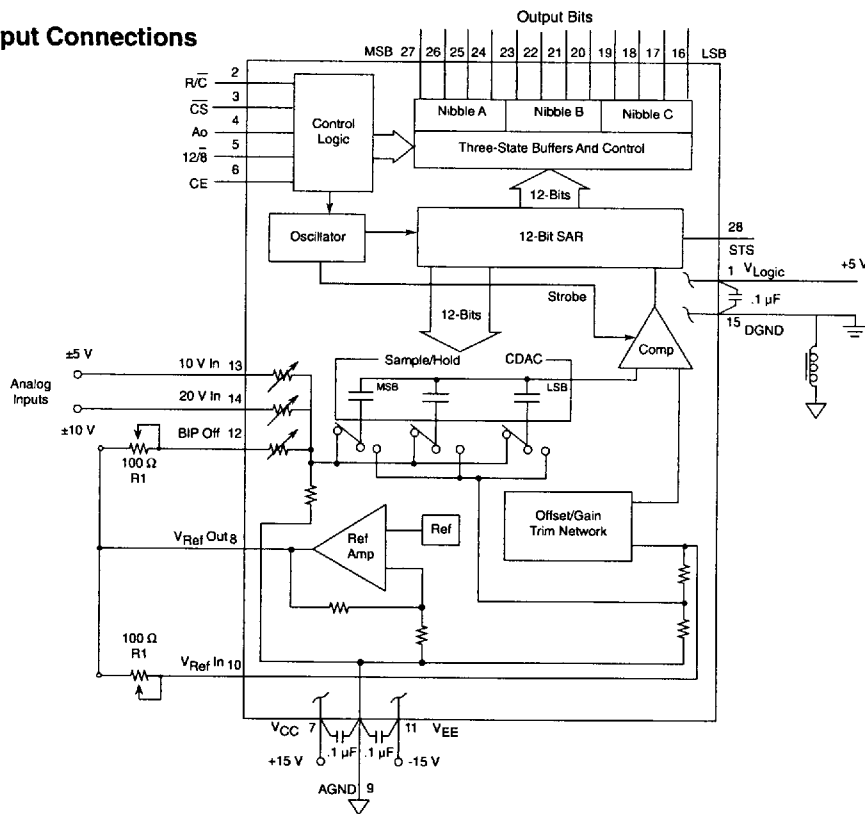 put Connections
Output Bits
MSB 27 26 25 24 23 22 21 20 19 18 17 16 LSB
R/C̅ 2
C̅S̅ 3
Ao 4
12/8̅ 5
CE 6
Control
Logic
Nibble A Nibble B Nibble C
Three-State Buffers And Control
12-Bits
Oscillator
12-Bit SAR
28
STS
1 VLogic +5 V
.1 µF
15 DGND
Strobe
12-Bits
Comp
Sample/Hold CDAC
MSB LSB
±5 V
10 V In 13
Analog
Inputs
20 V In 14
±10 V
BIP Off 12
100 Ω
R1
Offset/Gain
Trim Network
VRef Out 8
Ref
Amp
Ref
100 Ω
R1
VRef In 10
VCC 7 11 VEE
.1 µF .1 µF
+15 V -15 V
AGND 9